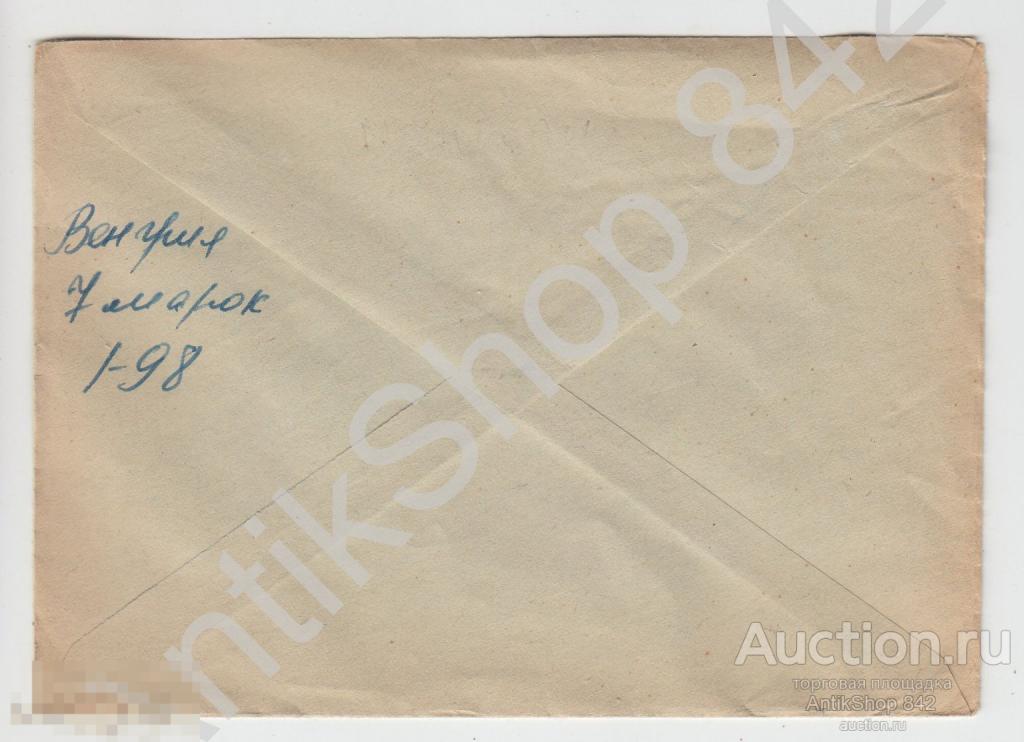 Венгрия
7 марок
1-98
AntikShop 842
Auction.ru
торговая площадка
AntikShop 842
auction.ru